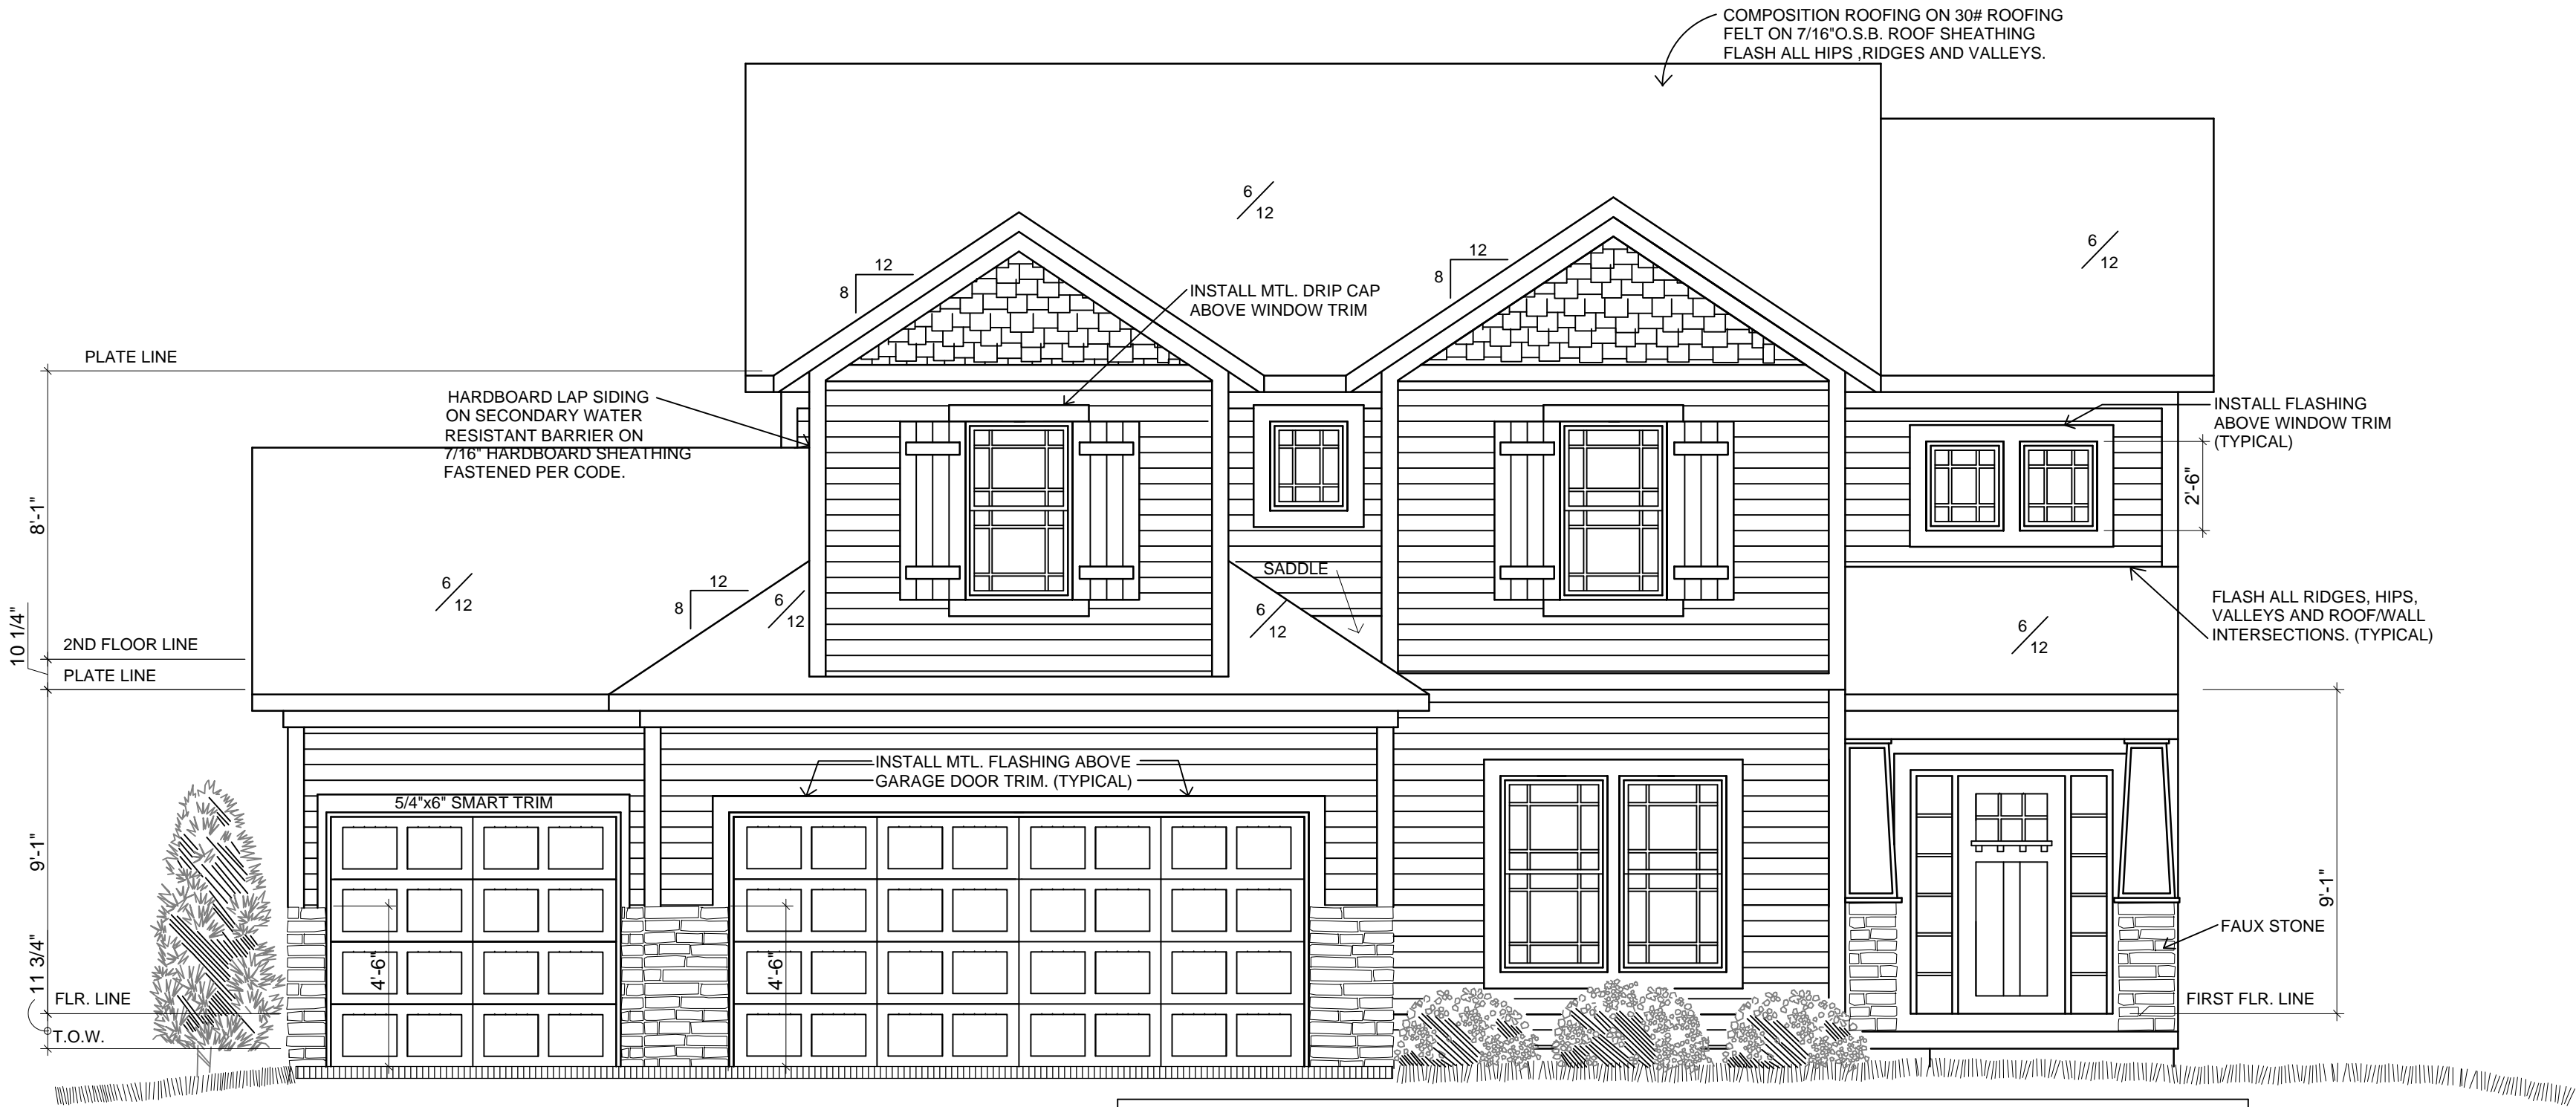 COMPOSITION ROOFING ON 30# ROOFING
FELT ON 7/16"O.S.B. ROOF SHEATHING
FLASH ALL HIPS ,RIDGES AND VALLEYS.
6
12
6
12
12
8
12
8
INSTALL MTL. DRIP CAP
ABOVE WINDOW TRIM
PLATE LINE
HARDBOARD LAP SIDING
ON SECONDARY WATER
RESISTANT BARRIER ON
7/16" HARDBOARD SHEATHING
FASTENED PER CODE.
INSTALL FLASHING
ABOVE WINDOW TRIM
(TYPICAL)
2'-6"
8'-1"
6
12
12
8
6
12
SADDLE
6
12
6
12
FLASH ALL RIDGES, HIPS,
VALLEYS AND ROOF/WALL
INTERSECTIONS. (TYPICAL)
10 1/4"
2ND FLOOR LINE
PLATE LINE
INSTALL MTL. FLASHING ABOVE
GARAGE DOOR TRIM. (TYPICAL)
5/4"x6" SMART TRIM
9'-1"
9'-1"
FAUX STONE
4'-6"
4'-6"
11 3/4"
FLR. LINE
FIRST FLR. LINE
T.O.W.